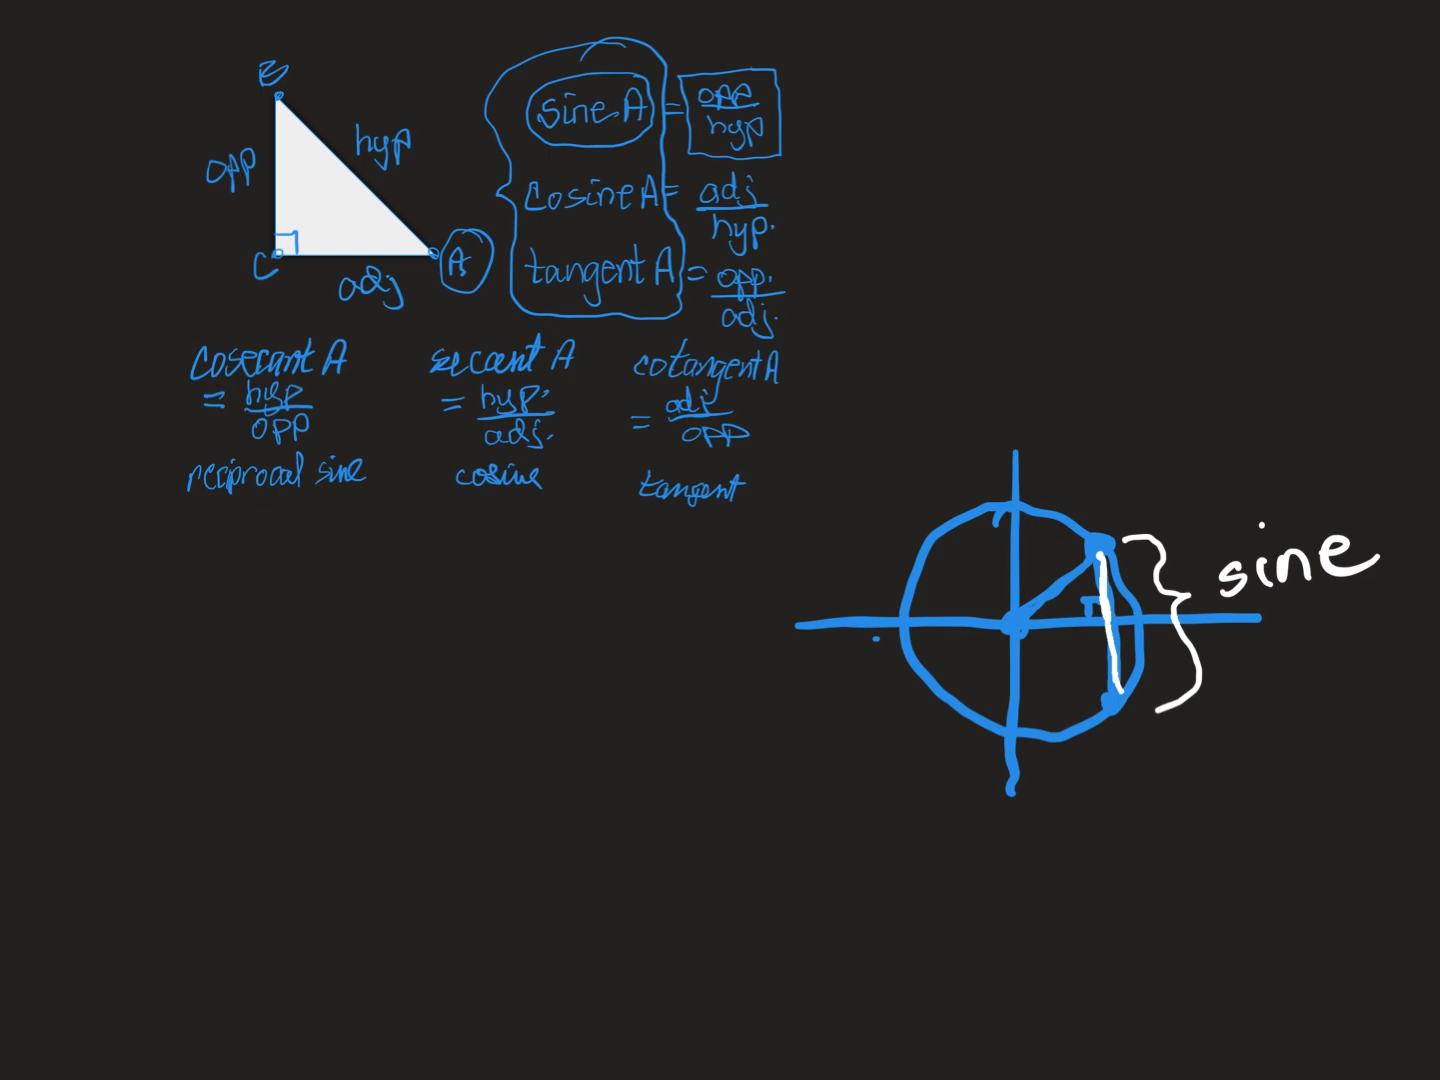 B
opp
hyp
C
adj
A
sine A = opp
hyp
cosine A = adj
hyp.
tangent A = opp.
adj.
cosecant A
= hyp
opp
reciprocal sine
secant A
= hyp.
adj.
cosine
cotangent A
= adj
opp
tangent
sine